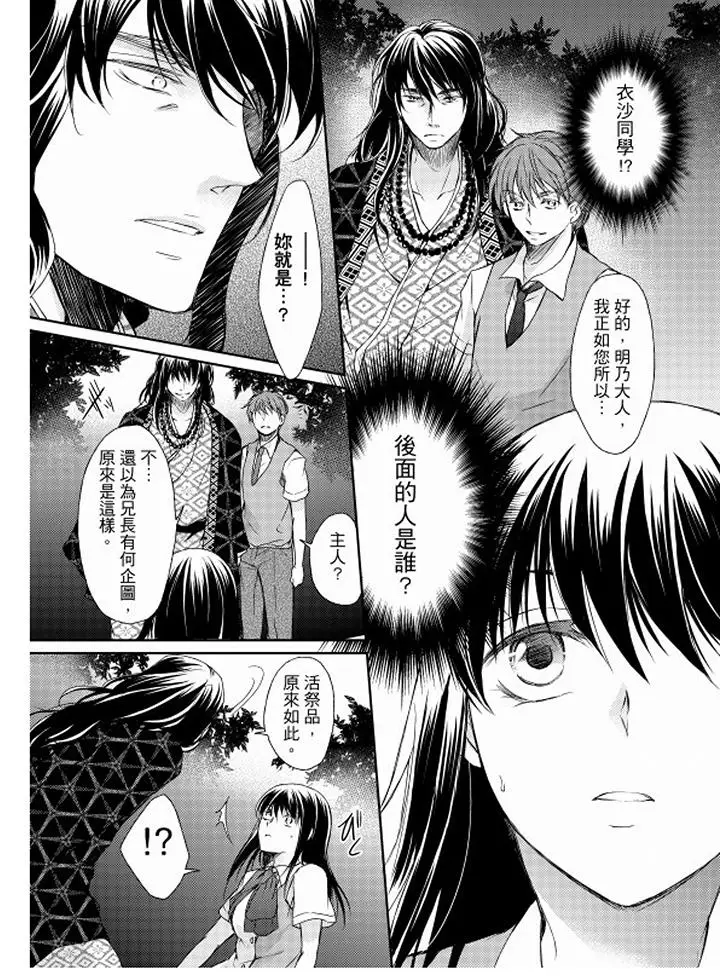 衣沙同學!?
好的，明乃大人，
我正如您所以…
後面的人是誰？
——！
妳就是…？
主人？
不…
還以為兄長有何企圖，
原來是這樣。
活祭品，
原來如此。
!?